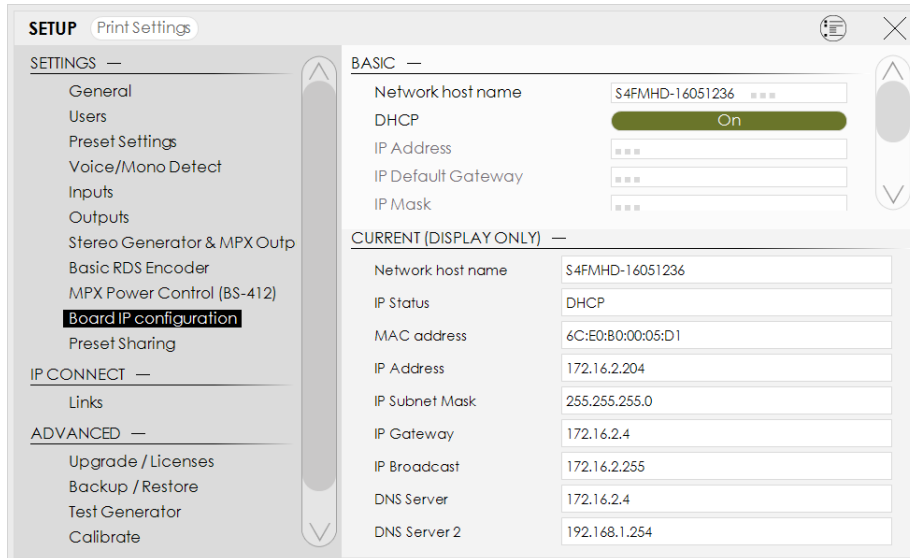 SETUP Print Settings
SETTINGS
General
Users
Preset Settings
Voice/Mono Detect
Inputs
Outputs
Stereo Generator & MPX Outp
Basic RDS Encoder
MPX Power Control (BS-412)
Board IP configuration
Preset Sharing
IP CONNECT
Links
ADVANCED
Upgrade / Licenses
Backup / Restore
Test Generator
Calibrate
BASIC
Network host name S4FMHD-16051236
DHCP On
IP Address
IP Default Gateway
IP Mask
CURRENT (DISPLAY ONLY)
Network host name S4FMHD-16051236
IP Status DHCP
MAC address 6C:E0:B0:00:05:D1
IP Address 172.16.2.204
IP Subnet Mask 255.255.255.0
IP Gateway 172.16.2.4
IP Broadcast 172.16.2.255
DNS Server 172.16.2.4
DNS Server 2 192.168.1.254